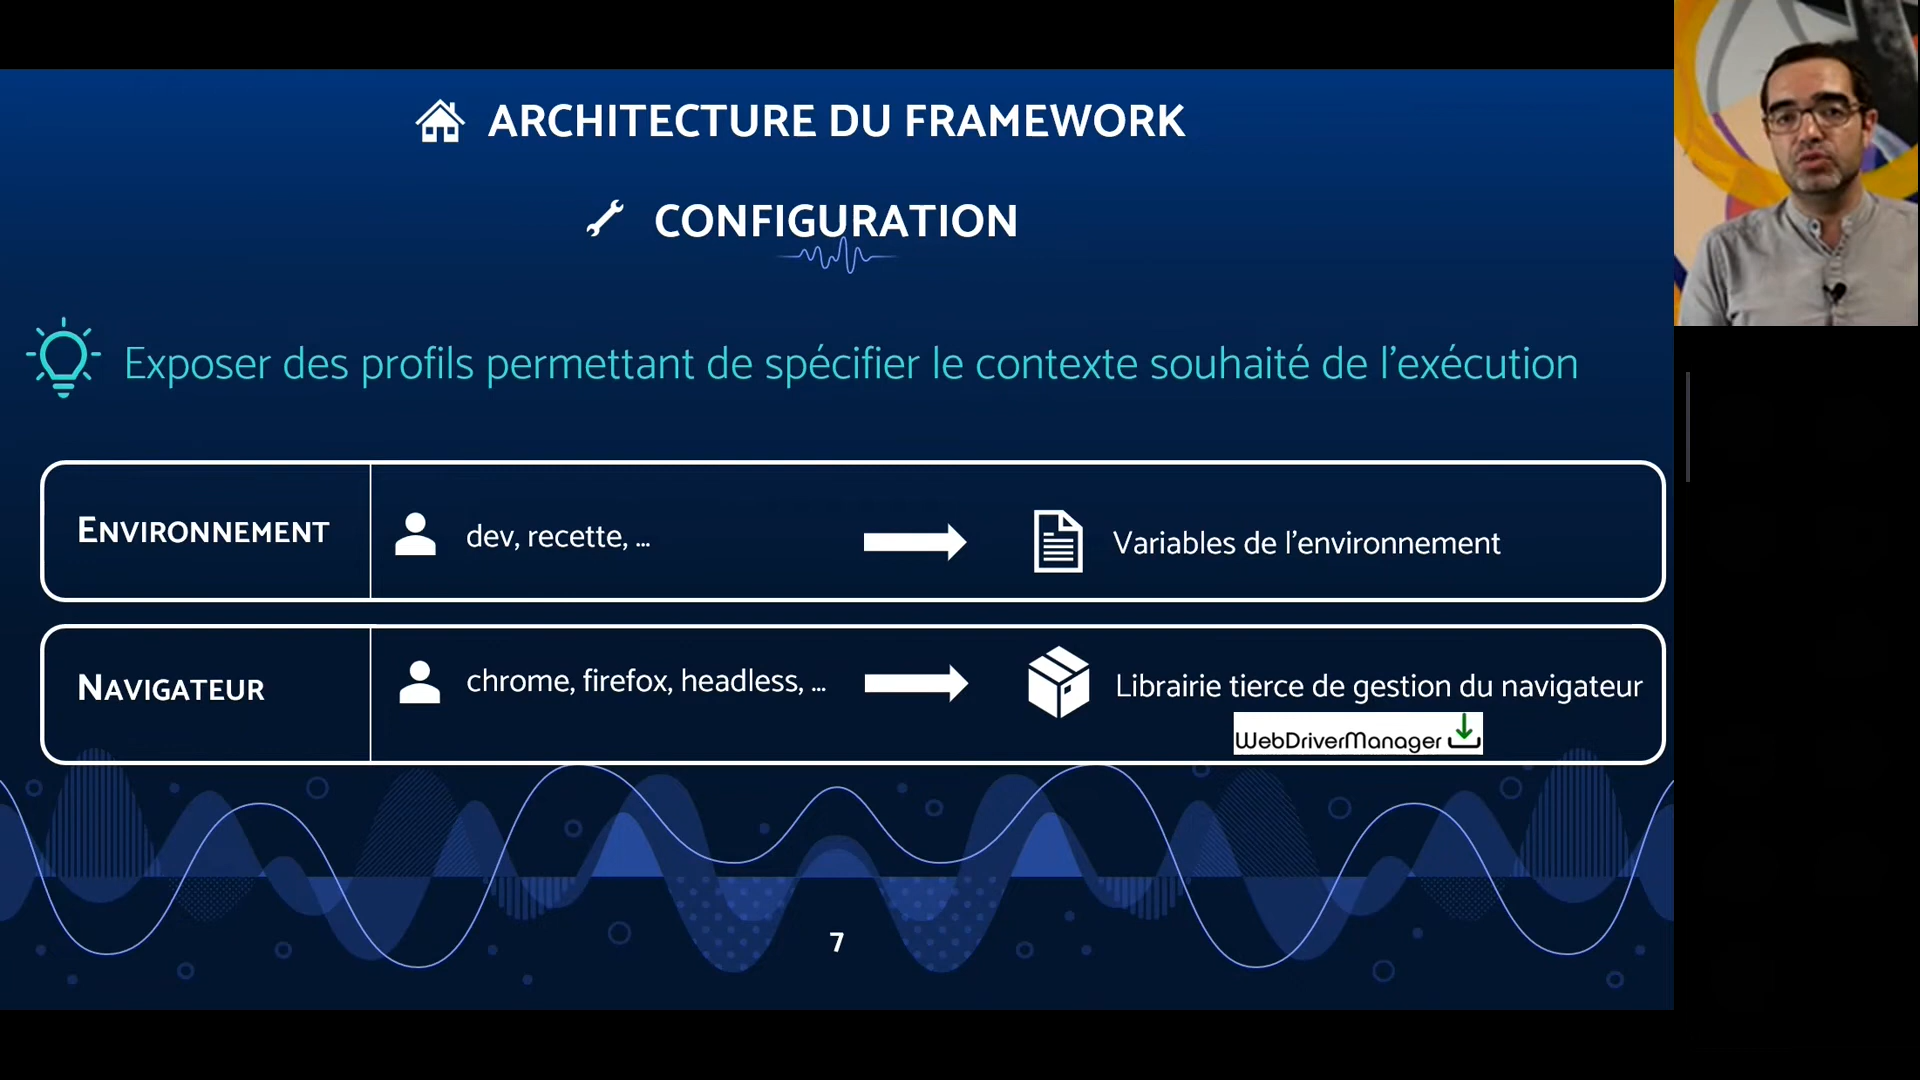 ARCHITECTURE DU FRAMEWORK
CONFIGURATION
Exposer des profils permettant de spécifier le contexte souhaité de l'exécution
ENVIRONNEMENT
dev, recette, ...
Variables de l'environnement
NAVIGATEUR
chrome, firefox, headless, ...
Librairie tierce de gestion du navigateur
WebDriverManager
7